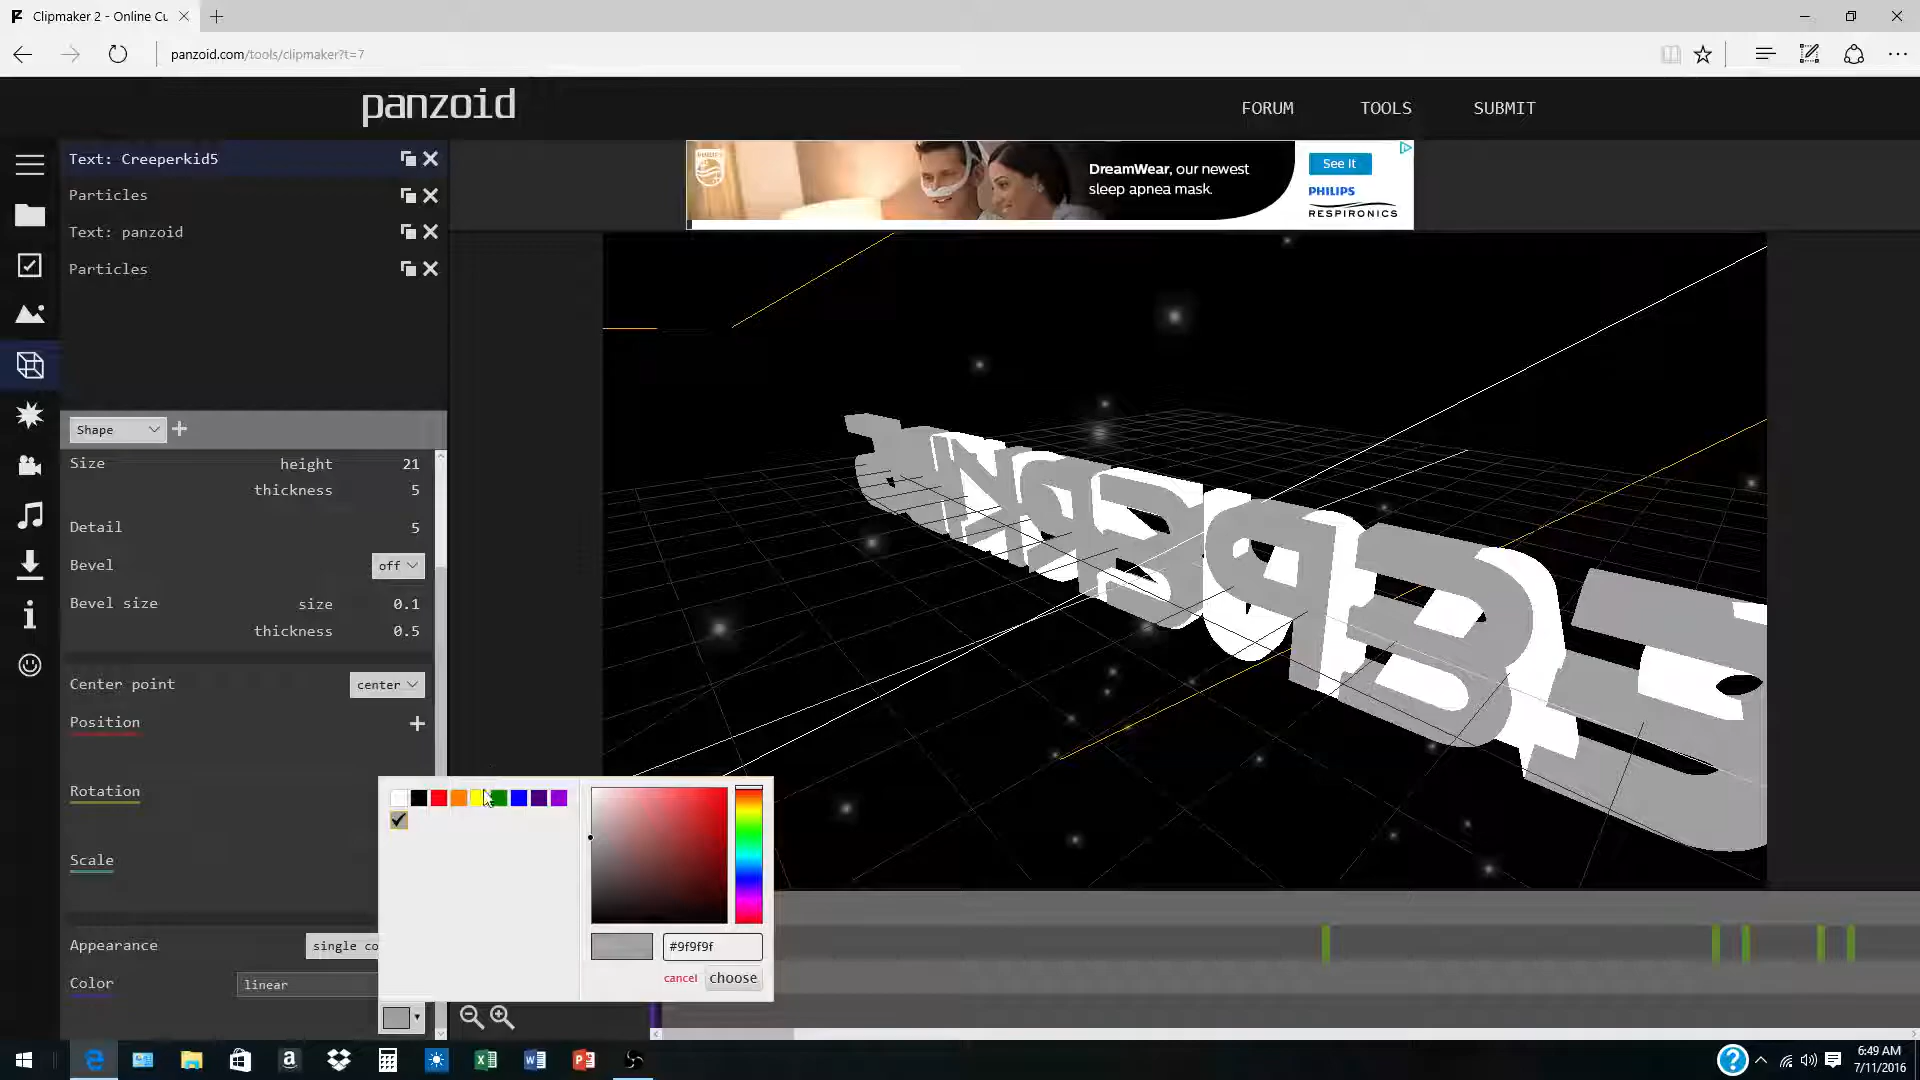 Clipmaker 2 - Online Cu
panzoid.com/tools/clipmaker?t=7
panzoid
FORUM
TOOLS
SUBMIT
Text: Creeperkid5
Particles
Text: panzoid
Particles
DreamWear, our newest
sleep apnea mask.
See It
PHILIPS
RESPIRONICS
PHILIPS
Shape
Size height 21
thickness 5
Detail 5
Bevel off
Bevel size size 0.1
thickness 0.5
Center point center
Position
Rotation
Scale
Appearance single co
Color linear
#9f9f9f
cancel choose
6:49 AM
7/11/2016